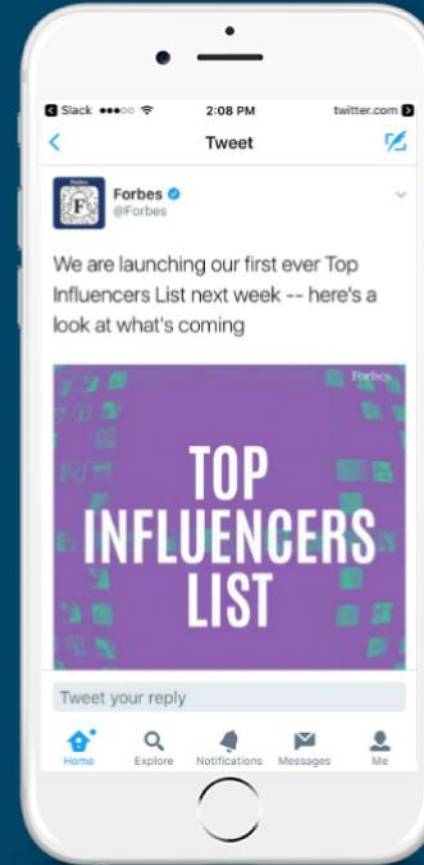 Slack
2:08 PM
twitter.com
Tweet
Forbes
@Forbes
We are launching our first ever Top
Influencers List next week -- here's a
look at what's coming
Forbes
TOP
INFLUENCERS
LIST
Tweet your reply
Home
Explore
Notifications
Messages
Me